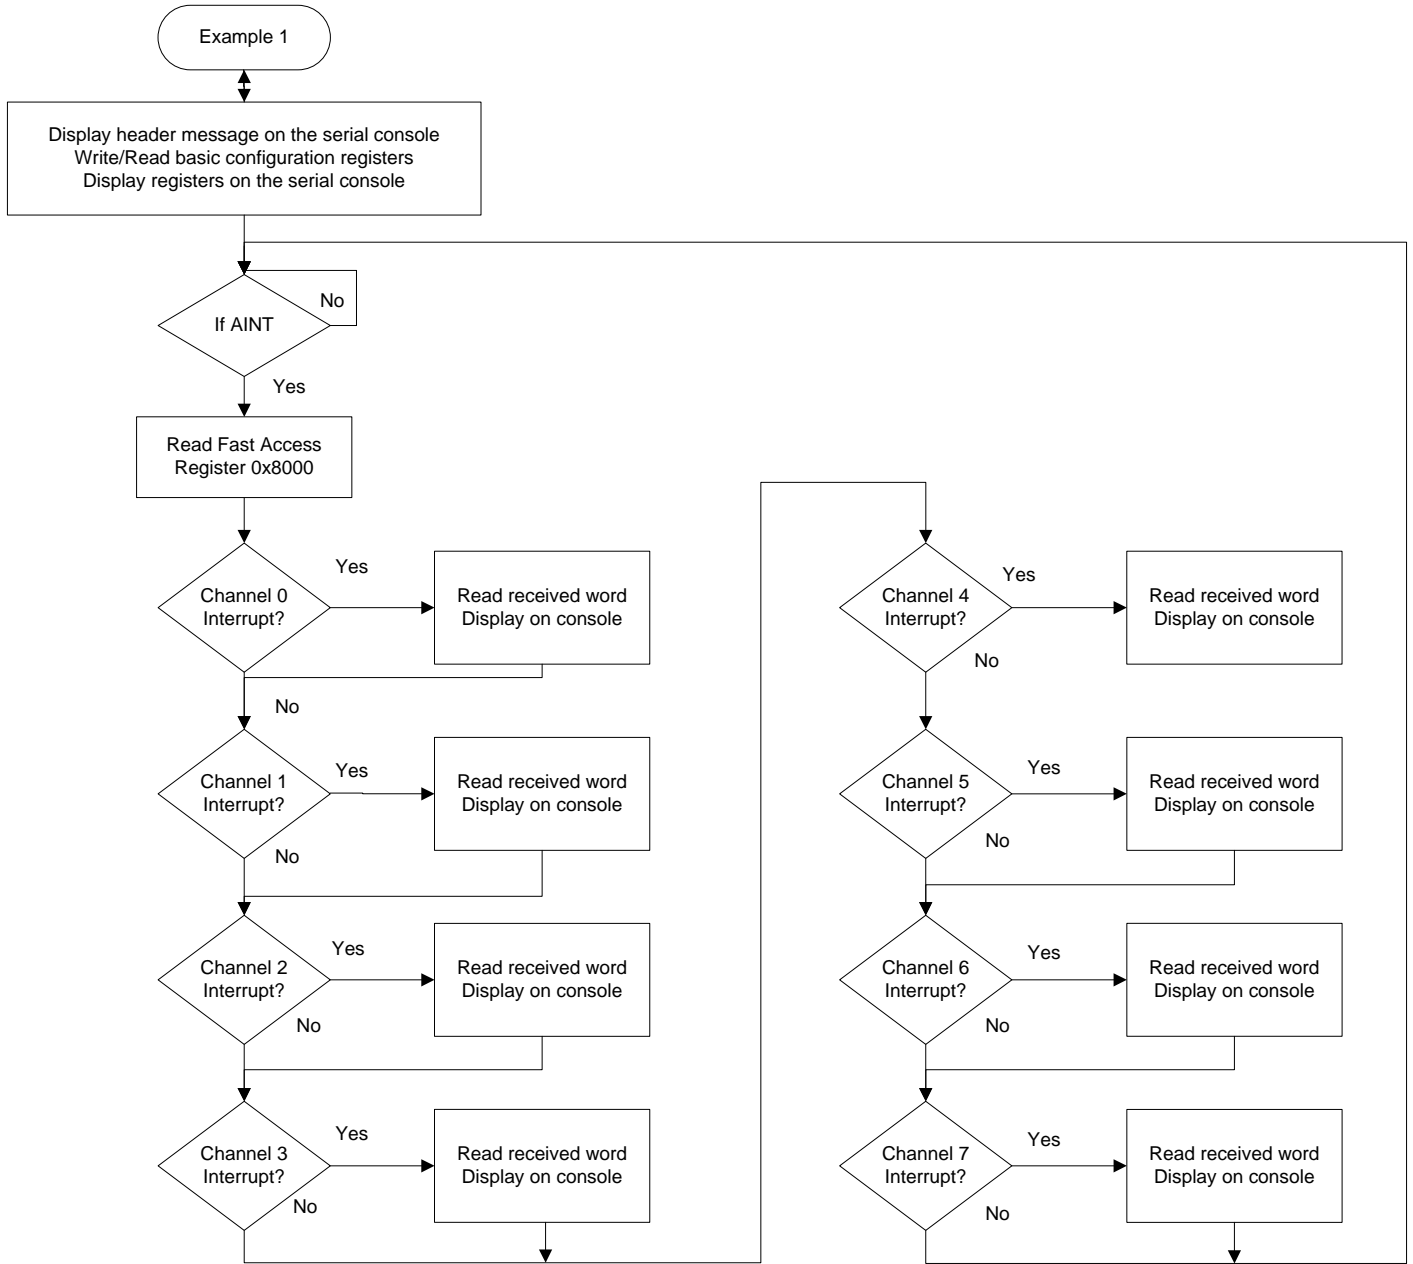 Example 1
Display header message on the serial console
Write/Read basic configuration registers
Display registers on the serial console
No
If AINT
Yes
Read Fast Access
Register 0x8000
Yes
Channel 0
Interrupt?
Read received word
Display on console
No
Yes
Channel 1
Interrupt?
Read received word
Display on console
No
Yes
Channel 2
Interrupt?
Read received word
Display on console
No
Yes
Channel 3
Interrupt?
Read received word
Display on console
No
Yes
Channel 4
Interrupt?
Read received word
Display on console
No
Yes
Channel 5
Interrupt?
Read received word
Display on console
No
Yes
Channel 6
Interrupt?
Read received word
Display on console
No
Yes
Channel 7
Interrupt?
Read received word
Display on console
No